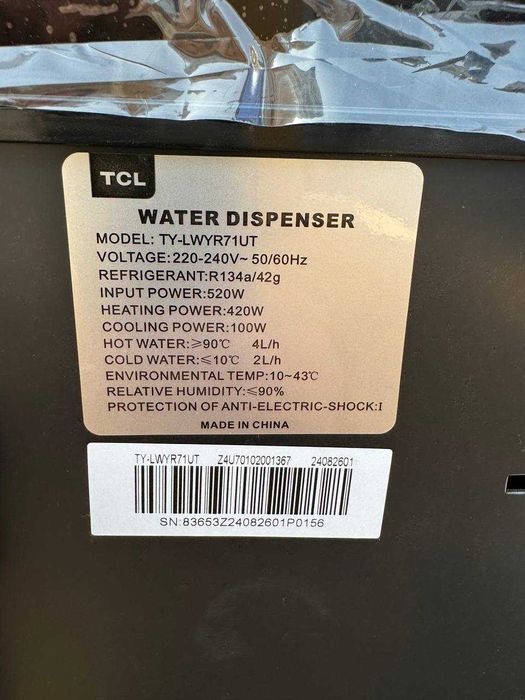 TCL
WATER DISPENSER
MODEL: TY-LWYR71UT
VOLTAGE:220-240V~ 50/60Hz
REFRIGERANT:R134a/42g
INPUT POWER:520W
HEATING POWER:420W
COOLING POWER:100W
HOT WATER:≥90℃ 4L/h
COLD WATER:≤10℃ 2L/h
ENVIRONMENTAL TEMP:10~43℃
RELATIVE HUMIDITY:≤90%
PROTECTION OF ANTI-ELECTRIC-SHOCK:I
MADE IN CHINA
TY-LWYR71UT Z4U70102001367 24082601
SN:83653Z24082601P0156